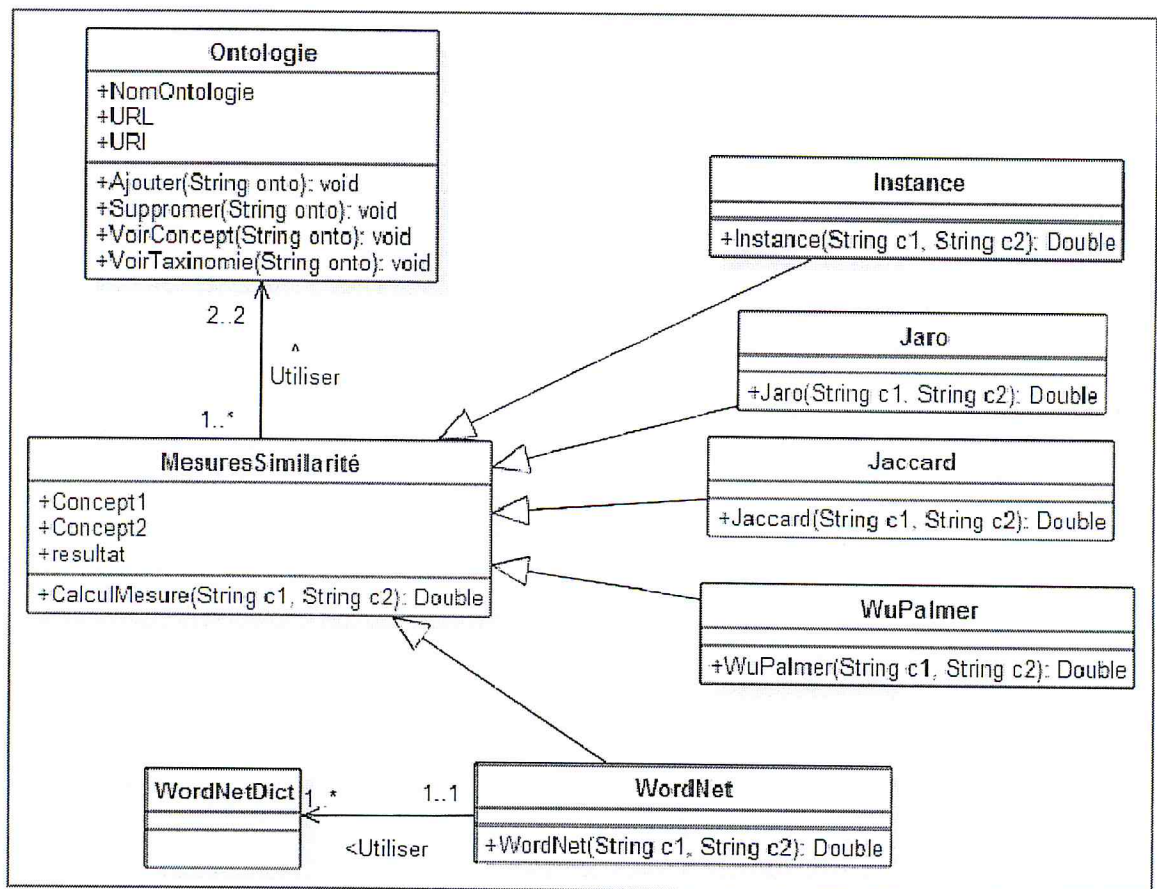 Ontologie
+NomOntologie
+URL
+URI
+Ajouter(String onto): void
+Suppromer(String onto): void
+VoirConcept(String onto): void
+VoirTaxinomie(String onto): void
2..2
^
Utiliser
1..*
MesuresSimilarité
+Concept1
+Concept2
+resultat
+CalculMesure(String c1, String c2): Double
Instance
+Instance(String c1, String c2): Double
Jaro
+Jaro(String c1, String c2): Double
Jaccard
+Jaccard(String c1, String c2): Double
WuPalmer
+WuPalmer(String c1, String c2): Double
WordNetDict
1..*
1..1
<Utiliser
WordNet
+WordNet(String c1, String c2): Double